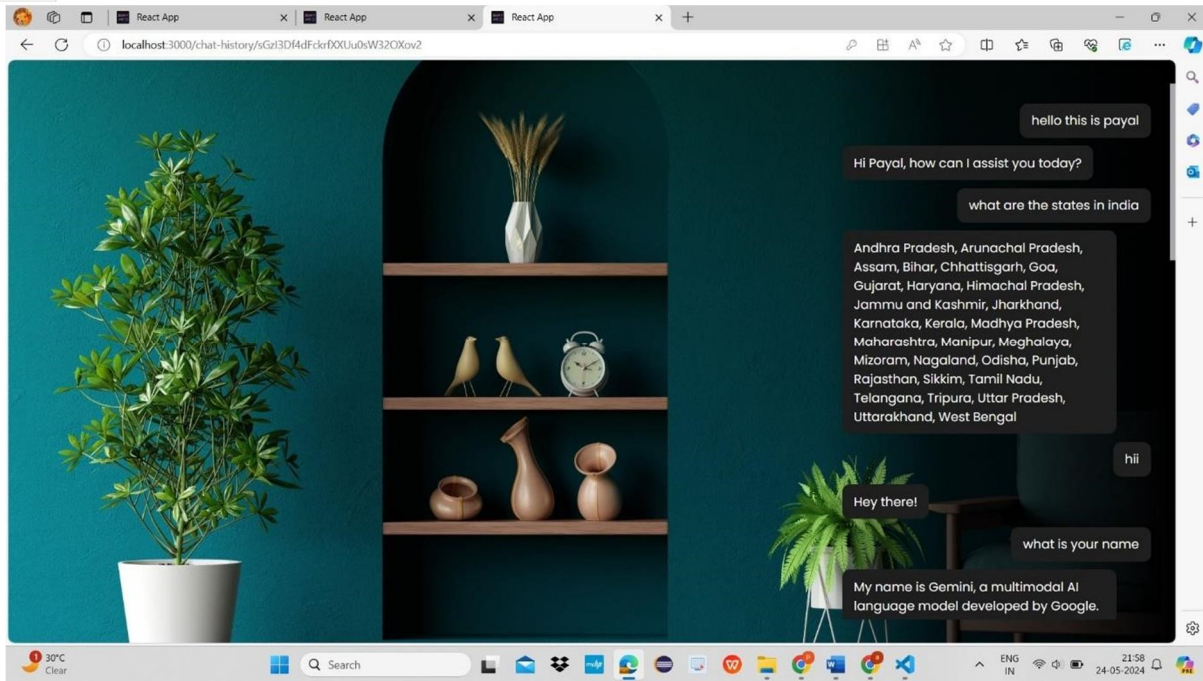 React App
React App
React App
localhost:3000/chat-history/sGzI3Df4dFckrfXXUu0sW32OXov2
hello this is payal
Hi Payal, how can I assist you today?
what are the states in india
Andhra Pradesh, Arunachal Pradesh,
Assam, Bihar, Chhattisgarh, Goa,
Gujarat, Haryana, Himachal Pradesh,
Jammu and Kashmir, Jharkhand,
Karnataka, Kerala, Madhya Pradesh,
Maharashtra, Manipur, Meghalaya,
Mizoram, Nagaland, Odisha, Punjab,
Rajasthan, Sikkim, Tamil Nadu,
Telangana, Tripura, Uttar Pradesh,
Uttarakhand, West Bengal
hii
Hey there!
what is your name
My name is Gemini, a multimodal AI
language model developed by Google.
1
30°C
Clear
Search
ENG
IN
21:58
24-05-2024